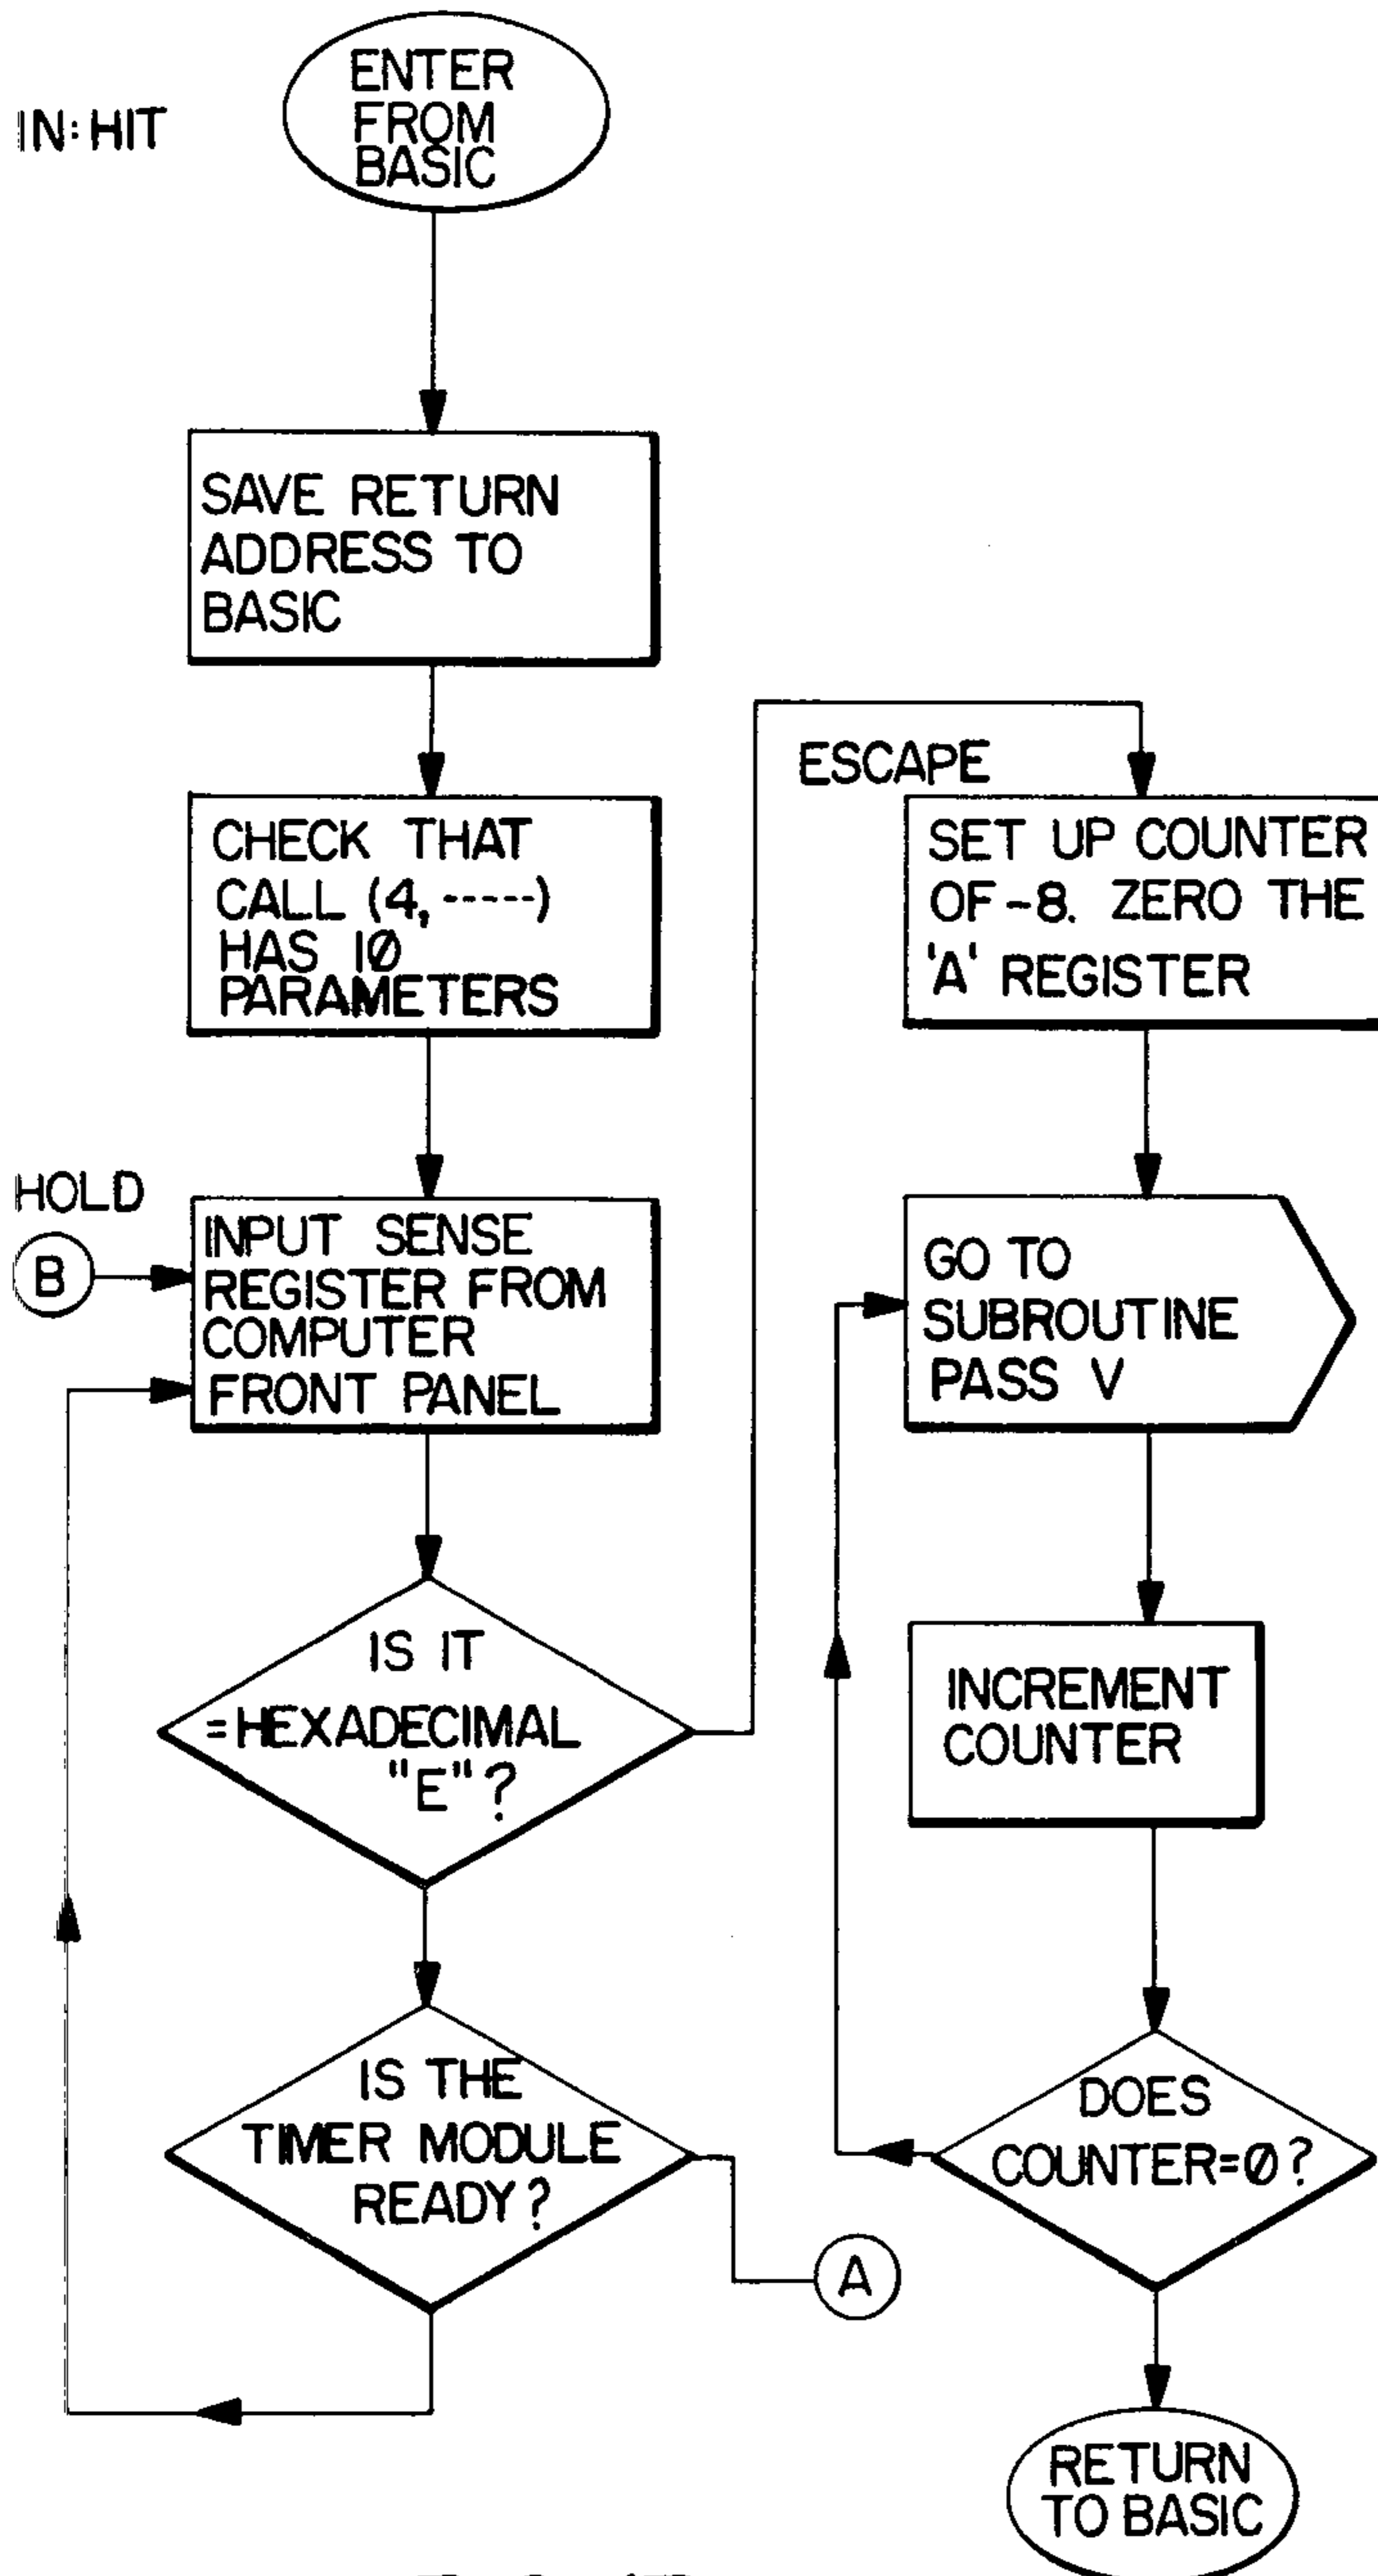 IN: HIT
ENTER
FROM
BASIC
SAVE RETURN
ADDRESS TO
BASIC
CHECK THAT
CALL (4, -----)
HAS 1Ø
PARAMETERS
HOLD
B
INPUT SENSE
REGISTER FROM
COMPUTER
FRONT PANEL
IS IT
=HEXADECIMAL
"E"?
IS THE
TIMER MODULE
READY?
A
ESCAPE
SET UP COUNTER
OF -8. ZERO THE
'A' REGISTER
GO TO
SUBROUTINE
PASS V
INCREMENT
COUNTER
DOES
COUNTER=Ø?
RETURN
TO BASIC